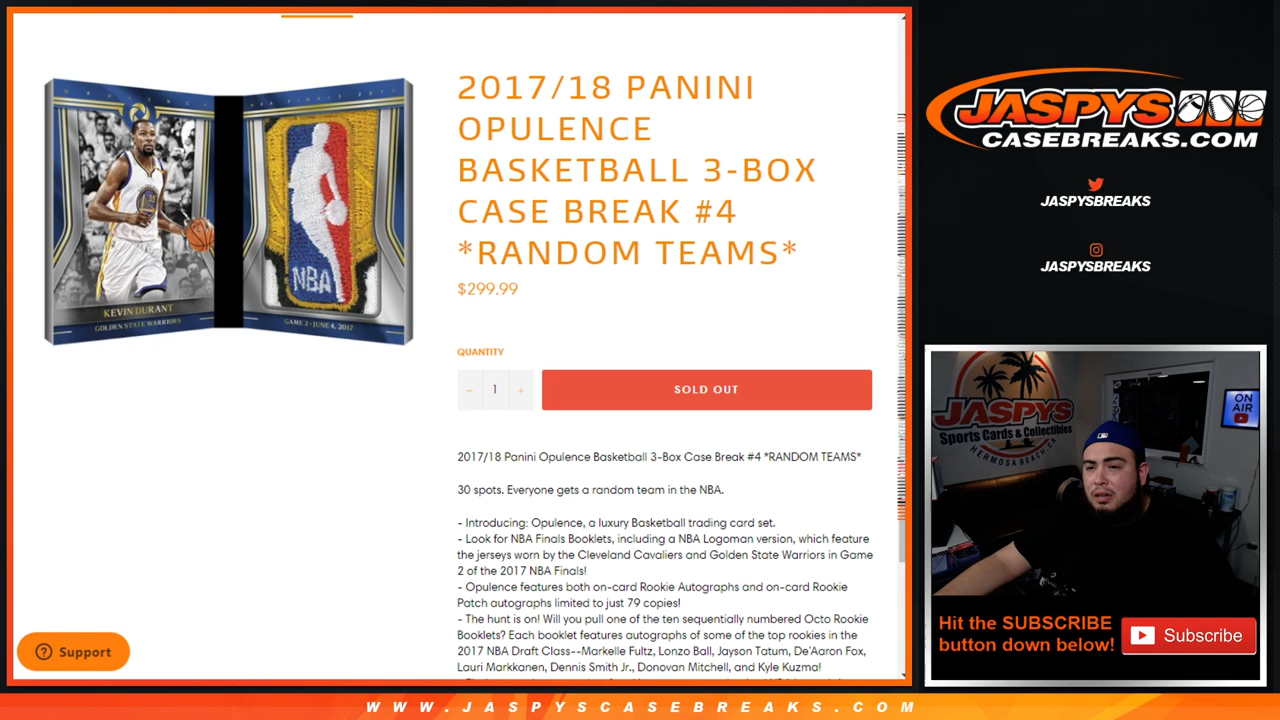 2017/18 PANINI
OPULENCE
BASKETBALL 3-BOX
CASE BREAK #4
*RANDOM TEAMS*
$299.99
QUANTITY
− 1 +
SOLD OUT
2017/18 Panini Opulence Basketball 3-Box Case Break #4 *RANDOM TEAMS*
30 spots. Everyone gets a random team in the NBA.
- Introducing: Opulence, a luxury Basketball trading card set.
- Look for NBA Finals Booklets, including a NBA Logoman version, which feature
the jerseys worn by the Cleveland Cavaliers and Golden State Warriors in Game
2 of the 2017 NBA Finals!
- Opulence features both on-card Rookie Autographs and on-card Rookie
Patch autographs limited to just 79 copies!
- The hunt is on! Will you pull one of the ten sequentially numbered Octo Rookie
Booklets? Each booklet features autographs of some of the top rookies in the
2017 NBA Draft Class--Markelle Fultz, Lonzo Ball, Jayson Tatum, De'Aaron Fox,
Lauri Markkanen, Dennis Smith Jr., Donovan Mitchell, and Kyle Kuzma!
NBA
KEVIN DURANT
GOLDEN STATE WARRIORS
GAME 2 • JUNE 4, 2017
Support
JASPYS
CASEBREAKS.COM
JASPYSBREAKS
JASPYSBREAKS
JASPYS
Sports Cards & Collectibles
HERMOSA BEACH, CA
ON
AIR
Hit the SUBSCRIBE
button down below!
Subscribe
WWW.JASPYSCASEBREAKS.COM